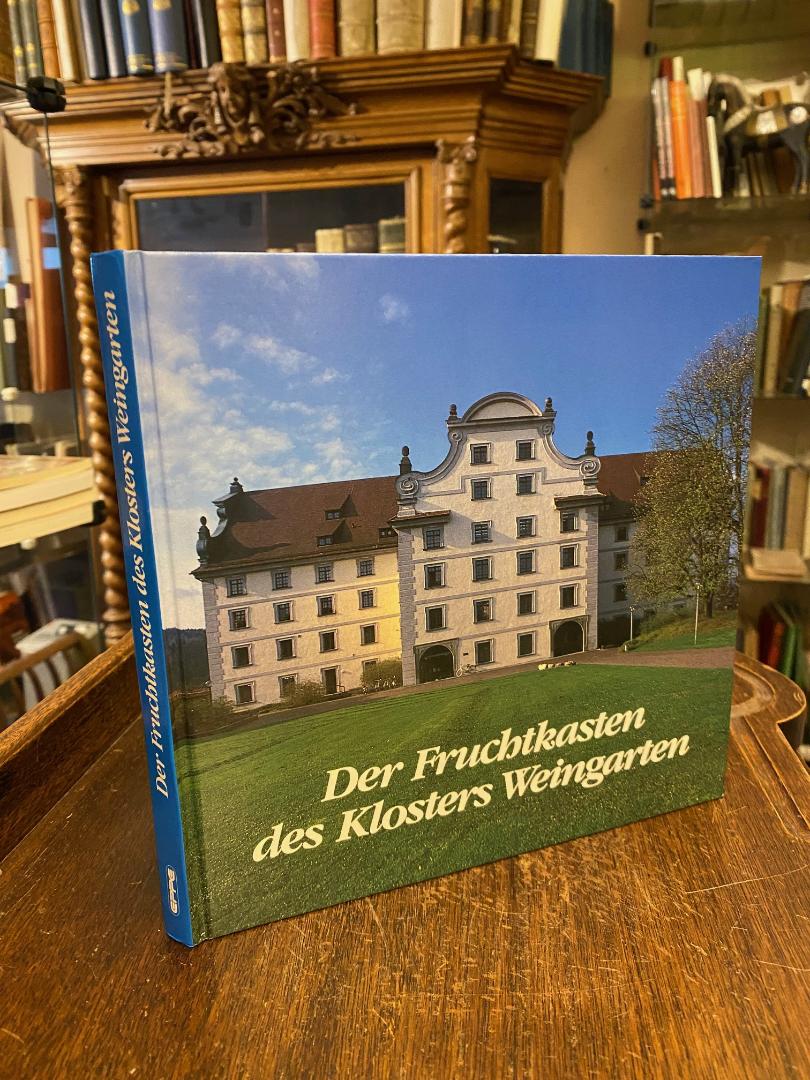 Der Fruchtkasten des Klosters Weingarten
Der Fruchtkasten
des Klosters Weingarten